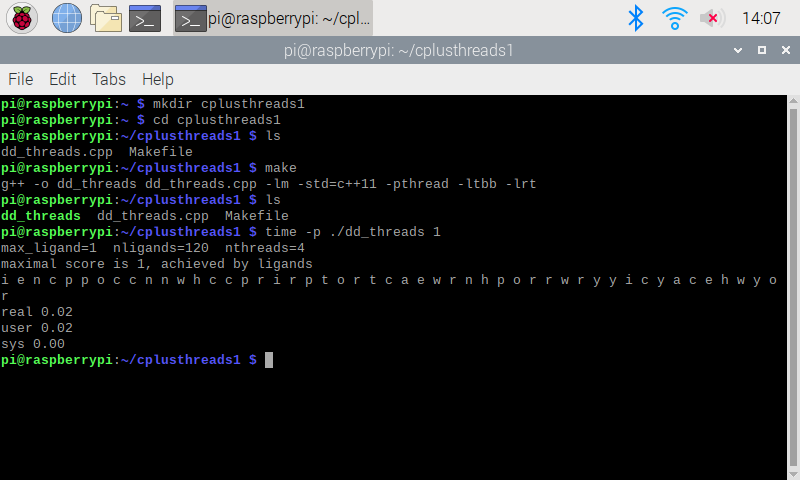 pi@raspberrypi: ~/cpl... 14:07
pi@raspberrypi: ~/cplusthreads1
File Edit Tabs Help
pi@raspberrypi:~ $ mkdir cplusthreads1
pi@raspberrypi:~ $ cd cplusthreads1
pi@raspberrypi:~/cplusthreads1 $ ls
dd_threads.cpp  Makefile
pi@raspberrypi:~/cplusthreads1 $ make
g++ -o dd_threads dd_threads.cpp -lm -std=c++11 -pthread -ltbb -lrt
pi@raspberrypi:~/cplusthreads1 $ ls
dd_threads  dd_threads.cpp  Makefile
pi@raspberrypi:~/cplusthreads1 $ time -p ./dd_threads 1
max_ligand=1  nligands=120  nthreads=4
maximal score is 1, achieved by ligands
i e n c p p o c c n n w h c c p r i r p t o r t c a e w r n h p o r r w r y y i c y a c e h w y o
r
real 0.02
user 0.02
sys 0.00
pi@raspberrypi:~/cplusthreads1 $